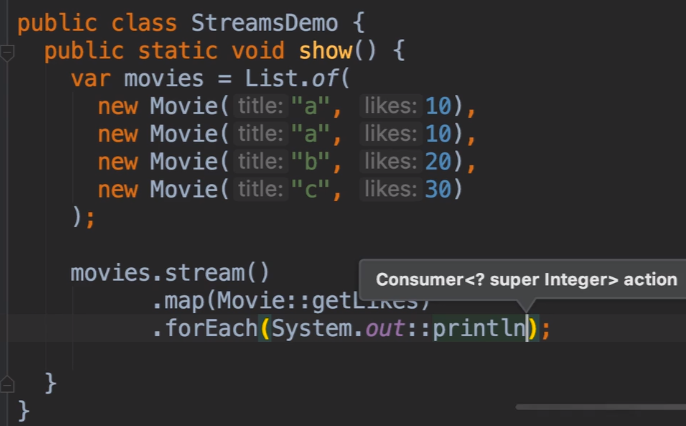 public class StreamsDemo {
public static void show() {
var movies = List.of(
new Movie( title: "a", likes: 10),
new Movie( title: "a", likes: 10),
new Movie( title: "b", likes: 20),
new Movie( title: "c", likes: 30)
);
movies.stream()
Consumer<? super Integer> action
.map(Movie::getLikes)
.forEach(System.out::println);
}
}